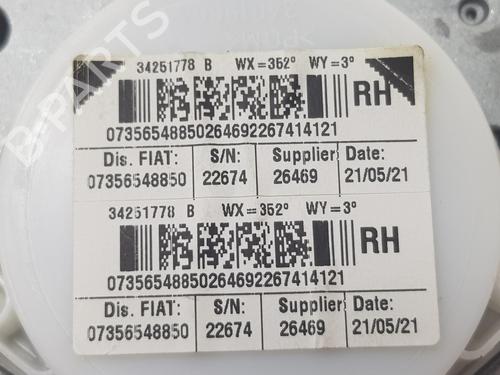 34251778 B WX=352° WY=3°
RH
07356548850264692267414121
Dis. FIAT: S/N: Supplier Date:
07356548850 22674 26469 21/05/21
34251778 B WX=352° WY=3°
RH
07356548850264692267414121
Dis. FIAT: S/N: Supplier Date:
07356548850 22674 26469 21/05/21
B-PARTS